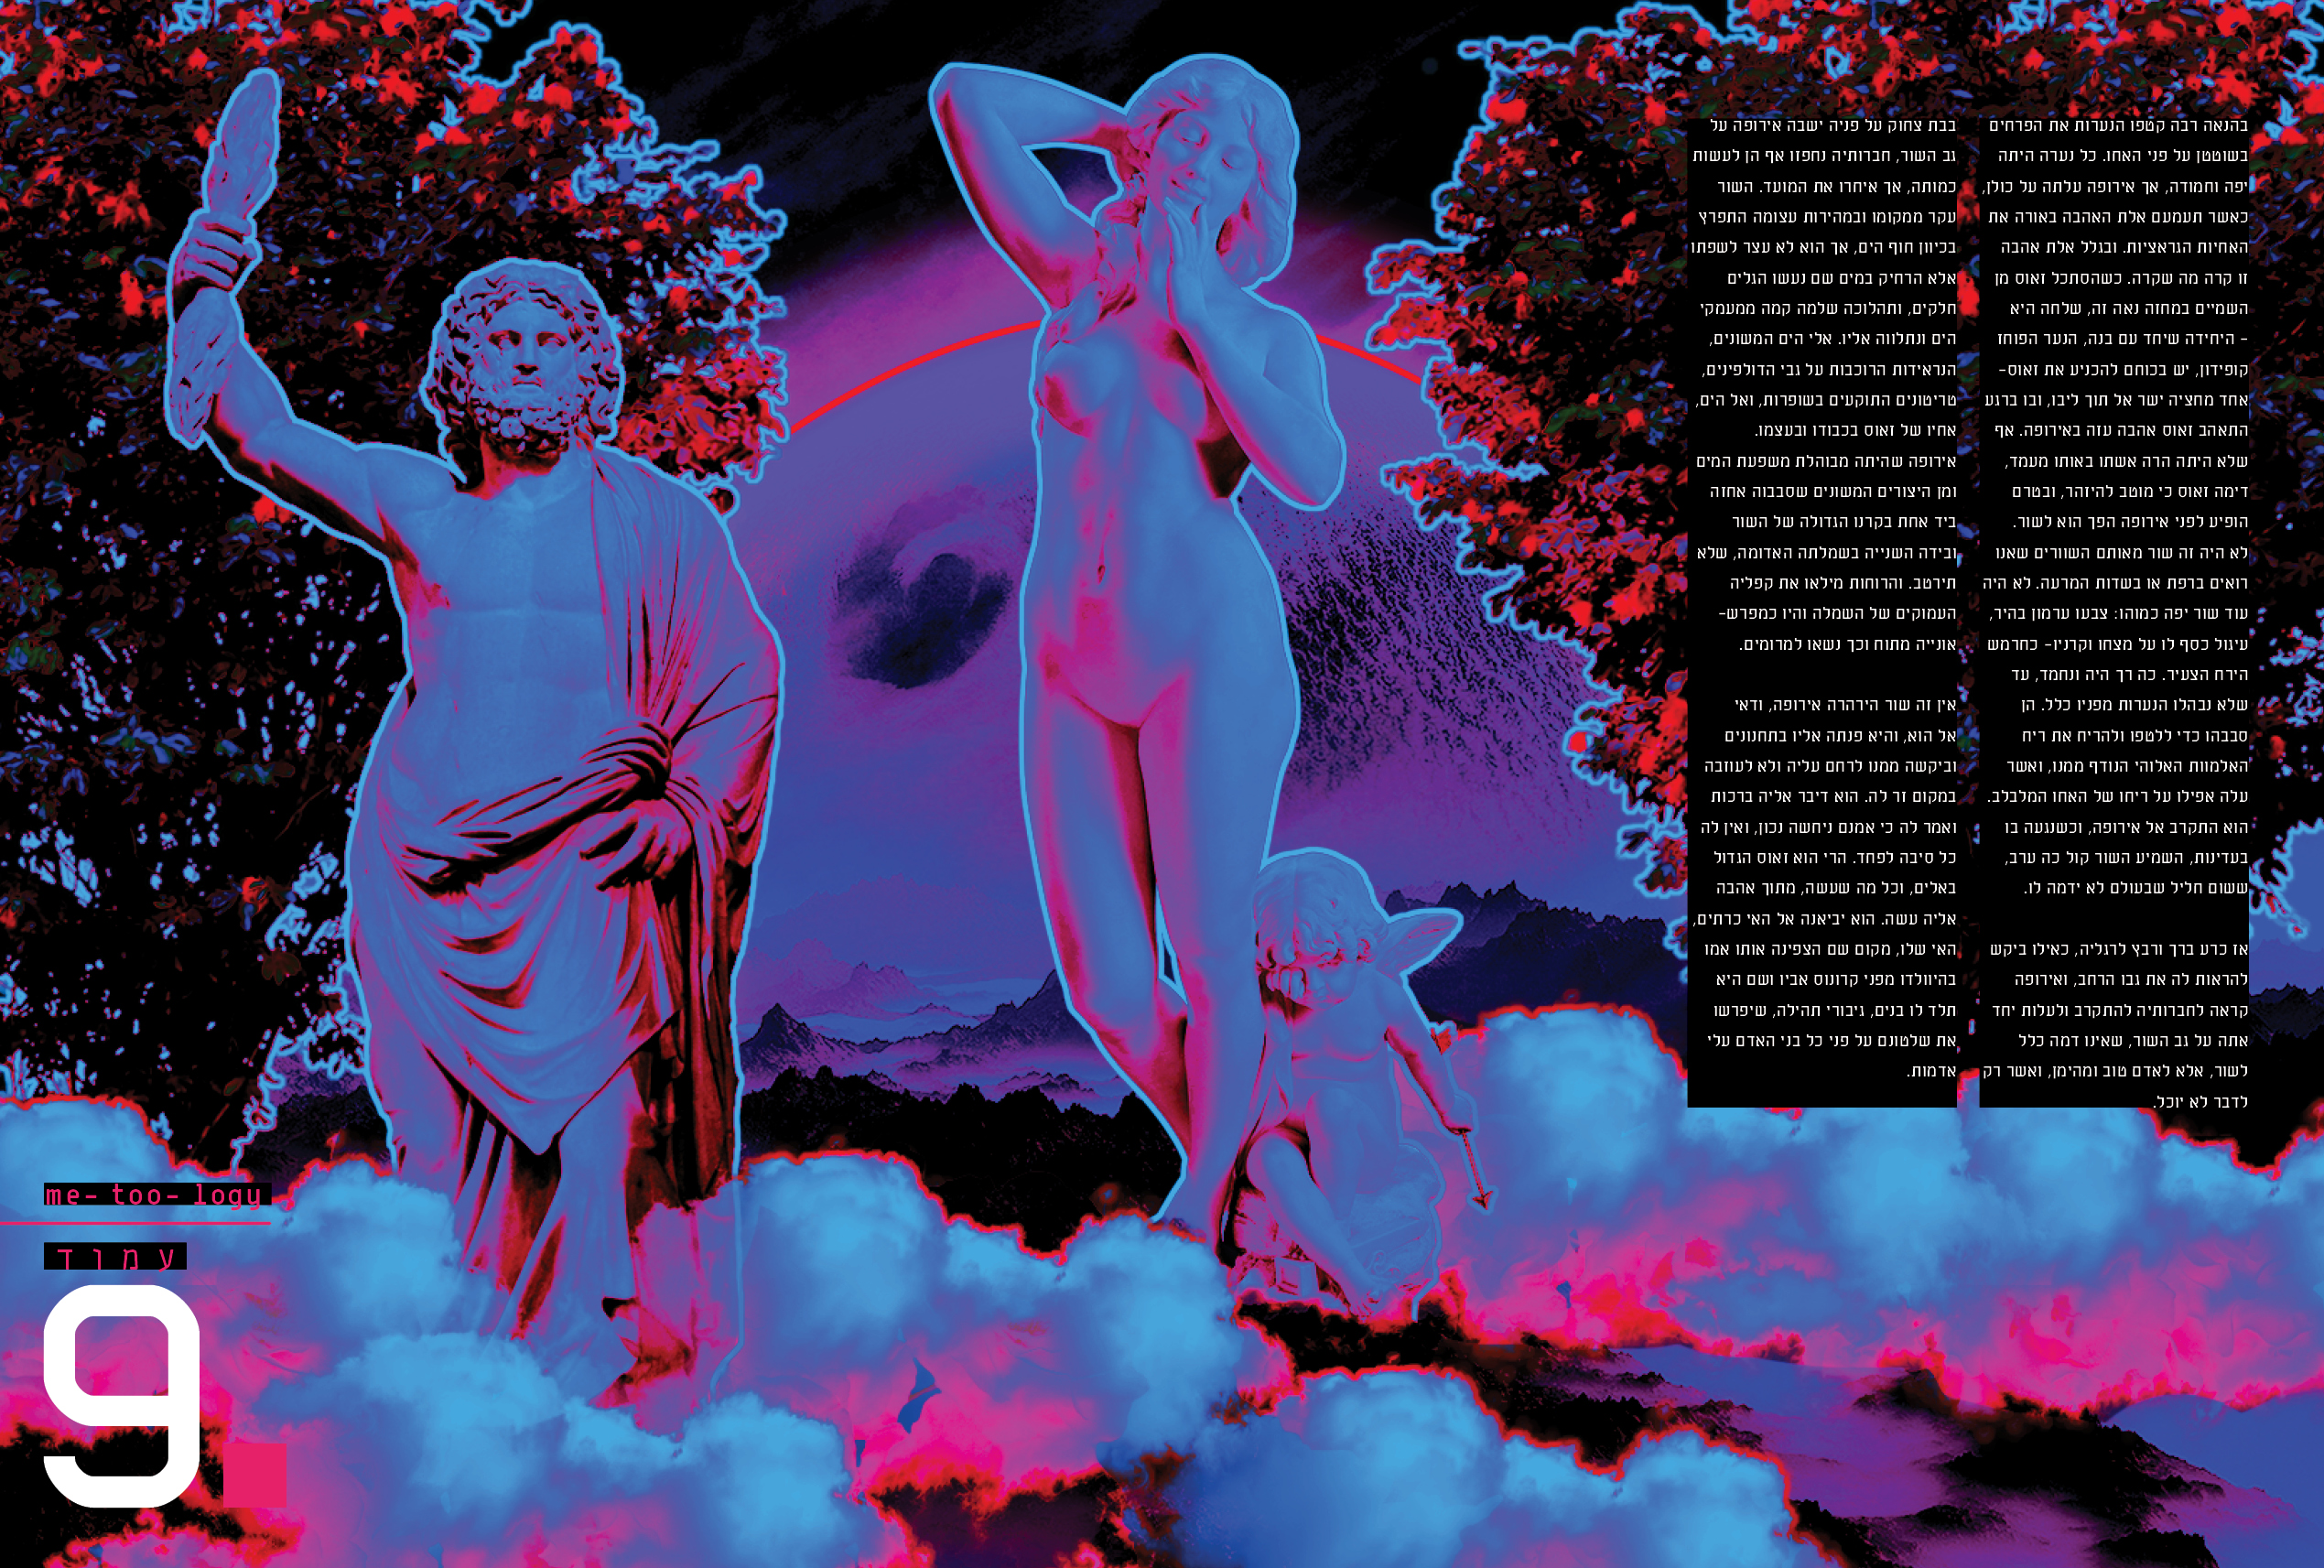 בהנאה רבה קטפו הנערות את הפרחים
בשוטטן על פני האחו. כל נערה היתה
יפה וחמודה, אך אירופה עלתה על כולן,
כאשר תעמעם אלת האהבה באורה את
האחיות הגראציות. ובגלל אלת אהבה
זו קרה מה שקרה. כשהסתכל זאוס מן
השמיים במחזה נאה זה, שלחה היא
- היחידה שיחד עם בנה, הנער הפוחז
קופידון, יש בכוחם להכניע את זאוס-
אחד מחציה ישר אל תוך ליבו, ובו ברגע
התאהב זאוס אהבה עזה באירופה. אף
שלא היתה הרה אשתו באותו מעמד,
דימה זאוס כי מוטב להיזהר, ובטרם
הופיע לפני אירופה הפך הוא לשור.
לא היה זה שור מאותם השוורים שאנו
רואים ברפת או בשדות המרעה. לא היה
עוד שור יפה כמוהו: צבעו ערמון בהיר,
עיגול כסף לו על מצחו וקרניו- כחרמש
הירח הצעיר. כה רך היה ונחמד, עד
שלא נבהלו הנערות מפניו כלל. הן
סבבהו כדי ללטפו ולהריח את ריח
האלמוות האלוהי הנודף ממנו, ואשר
עלה אפילו על ריחו של האחו המלבלב.
הוא התקרב אל אירופה, וכשנגעה בו
בעדינות, השמיע השור קול כה ערב,
ששום חליל שבעולם לא ידמה לו.
אז כרע ברך ורבץ לרגליה, כאילו ביקש
להראות לה את גבו הרחב, ואירופה
קראה לחברותיה להתקרב ולעלות יחד
אתה על גב השור, שאינו דמה כלל
לשור, אלא לאדם טוב ומהימן, ואשר רק
לדבר לא יוכל.
בבת צחוק על פניה ישבה אירופה על
גב השור, חברותיה נחפזו אף הן לעשות
כמותה, אך איחרו את המועד. השור
עקר ממקומו ובמהירות עצומה התפרץ
בכיוון חוף הים, אך הוא לא עצר לשפתו
אלא הרחיק במים שם נעשו הגלים
חלקים, ותהלוכה שלמה קמה ממעמקי
הים ונתלווה אליו. אלי הים המשונים,
הנראידות הרוכבות על גבי הדולפינים,
טריטונים התוקעים בשופרות, ואל הים,
אחיו של זאוס בכבודו ובעצמו.
אירופה שהיתה מבוהלת משפעת המים
ומן היצורים המשונים שסבבוה אחזה
ביד אחת בקרנו הגדולה של השור
ובידה השנייה בשמלתה האדומה, שלא
תירטב. והרוחות מילאו את קפליה
העמוקים של השמלה והיו כמפרש-
אונייה מתוח וכך נשאו למרומים.
אין זה שור הירהרה אירופה, ודאי
אל הוא, והיא פנתה אליו בתחנונים
וביקשה ממנו לרחם עליה ולא לעוזבה
במקום זר לה. הוא דיבר אליה ברכות
ואמר לה כי אמנם ניחשה נכון, ואין לה
כל סיבה לפחד. הרי הוא זאוס הגדול
באלים, וכל מה שעשה, מתוך אהבה
אליה עשה. הוא יביאנה אל האי כרתים,
האי שלו, מקום שם הצפינה אותו אמו
בהיוולדו מפני קרונוס אביו ושם היא
תלד לו בנים, גיבורי תהילה, שיפרשו
את שלטונם על פני כל בני האדם עלי
אדמות.
me- too- logy
עמוד
9